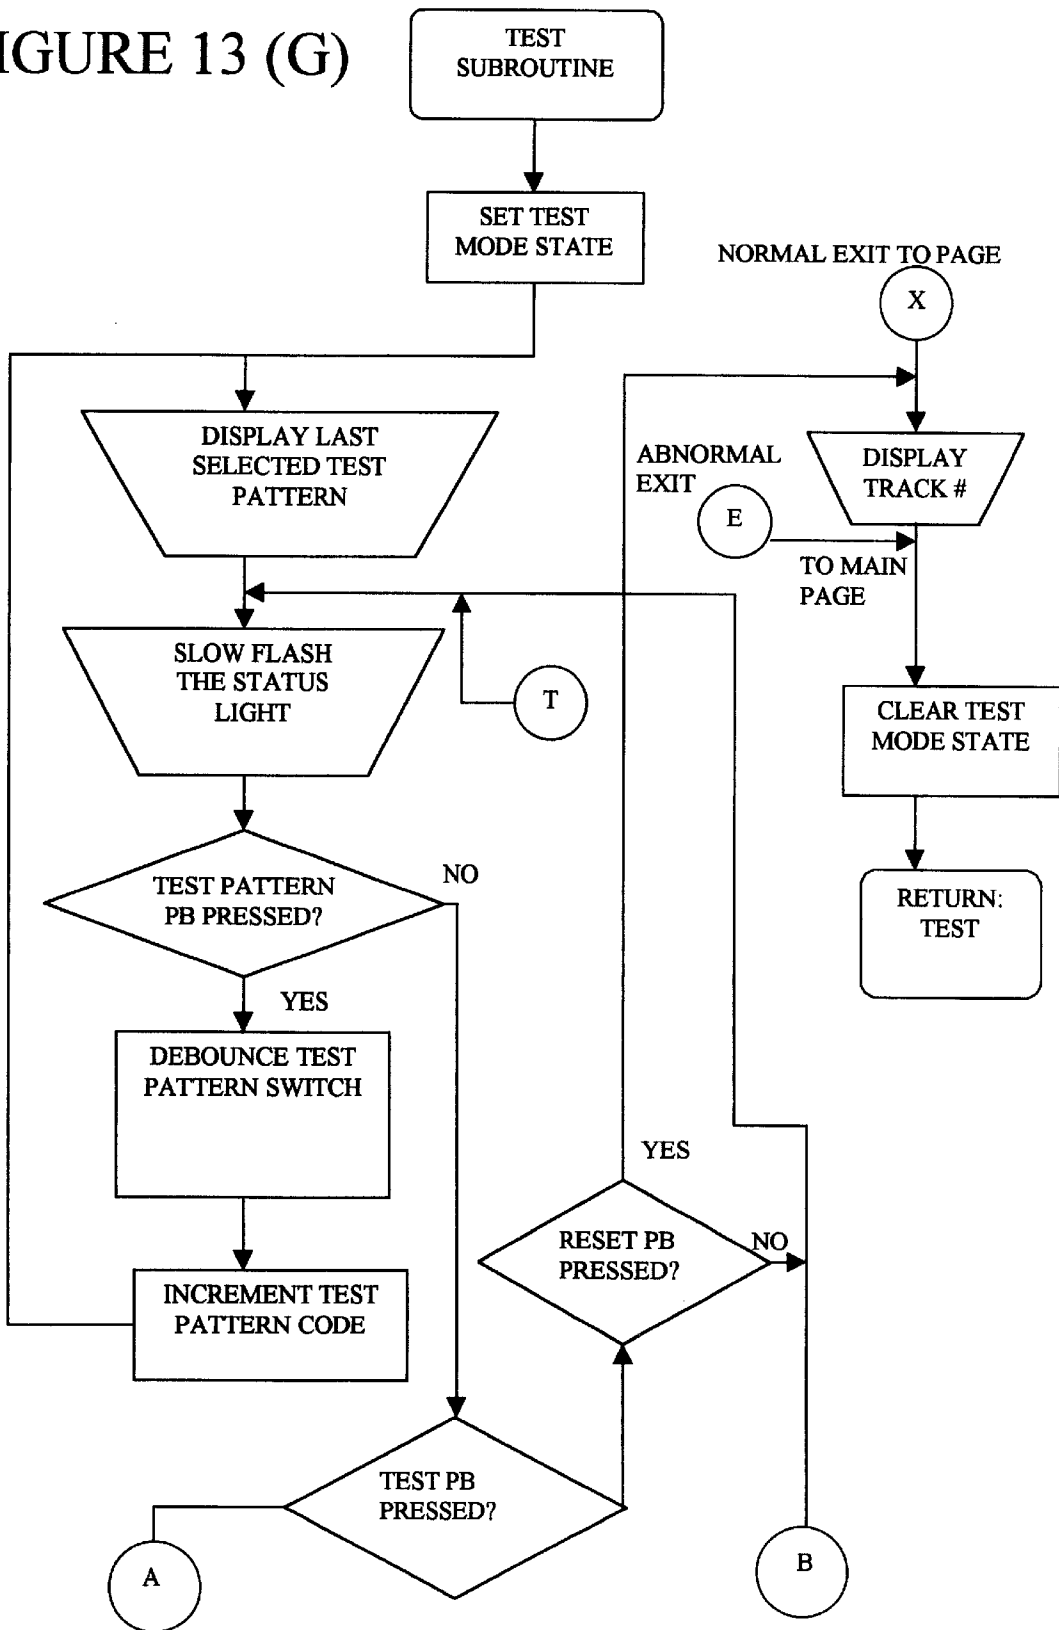 IGURE 13 (G)
TEST
SUBROUTINE
SET TEST
MODE STATE
NORMAL EXIT TO PAGE
X
DISPLAY LAST
SELECTED TEST
PATTERN
ABNORMAL
EXIT
E
DISPLAY
TRACK #
TO MAIN
PAGE
SLOW FLASH
THE STATUS
LIGHT
T
CLEAR TEST
MODE STATE
TEST PATTERN
PB PRESSED?
NO
RETURN:
TEST
YES
DEBOUNCE TEST
PATTERN SWITCH
YES
RESET PB
PRESSED?
NO
INCREMENT TEST
PATTERN CODE
TEST PB
PRESSED?
A
B